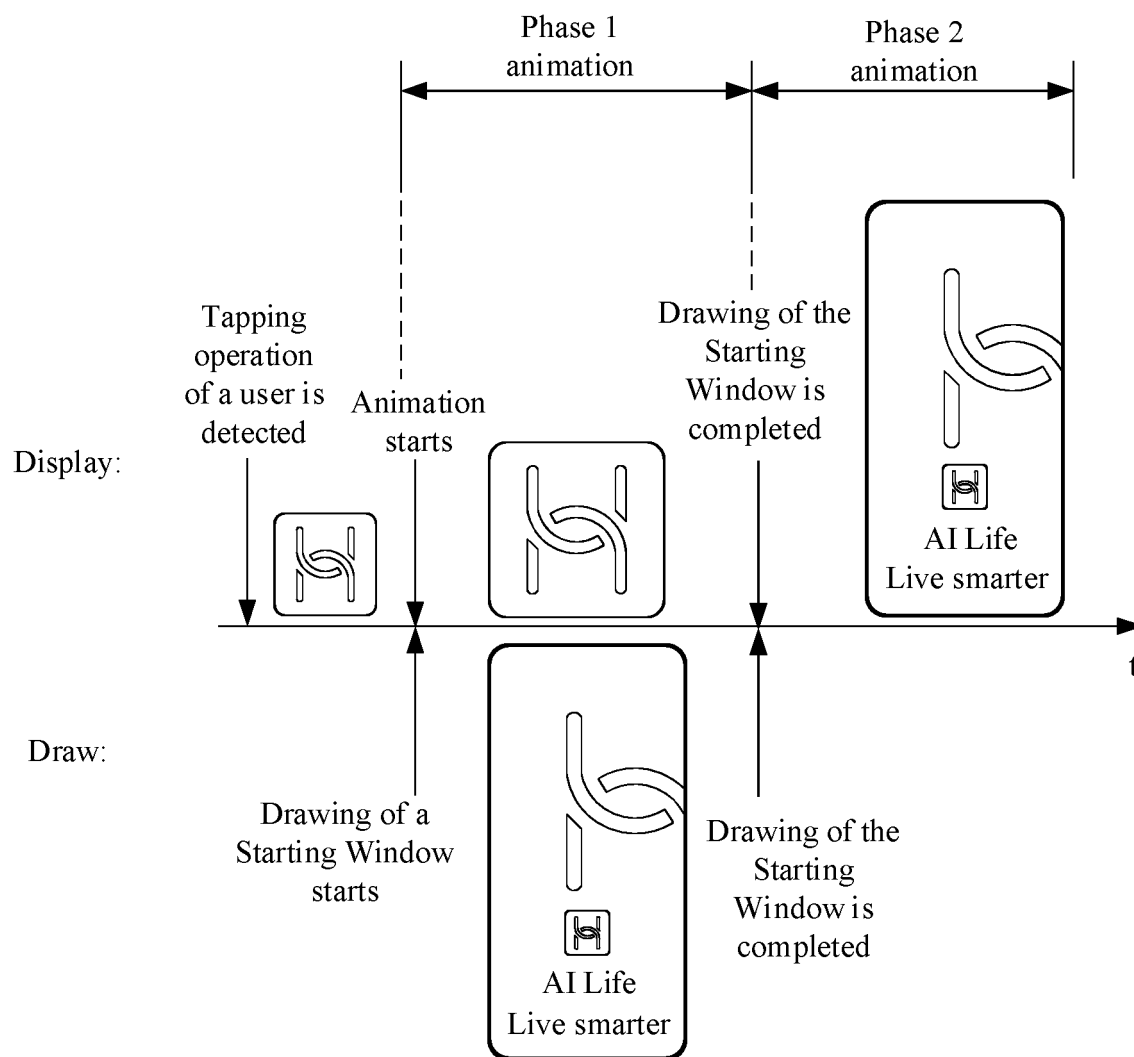 Phase 1
animation
Phase 2
animation
Tapping
operation
of a user is
detected
Animation
starts
Drawing of the
Starting
Window is
completed
Display:
AI Life
Live smarter
t
Draw:
Drawing of a
Starting Window
starts
AI Life
Live smarter
Drawing of the
Starting
Window is
completed